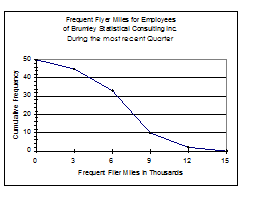 Frequent Flyer Miles for Employees
of Brumley Statistical Consulting Inc.
During the most recent Quarter
Cumulative Frequency
50
40
30
20
10
0
0 3 6 9 12 15
Frequent Flier Miles in Thousands